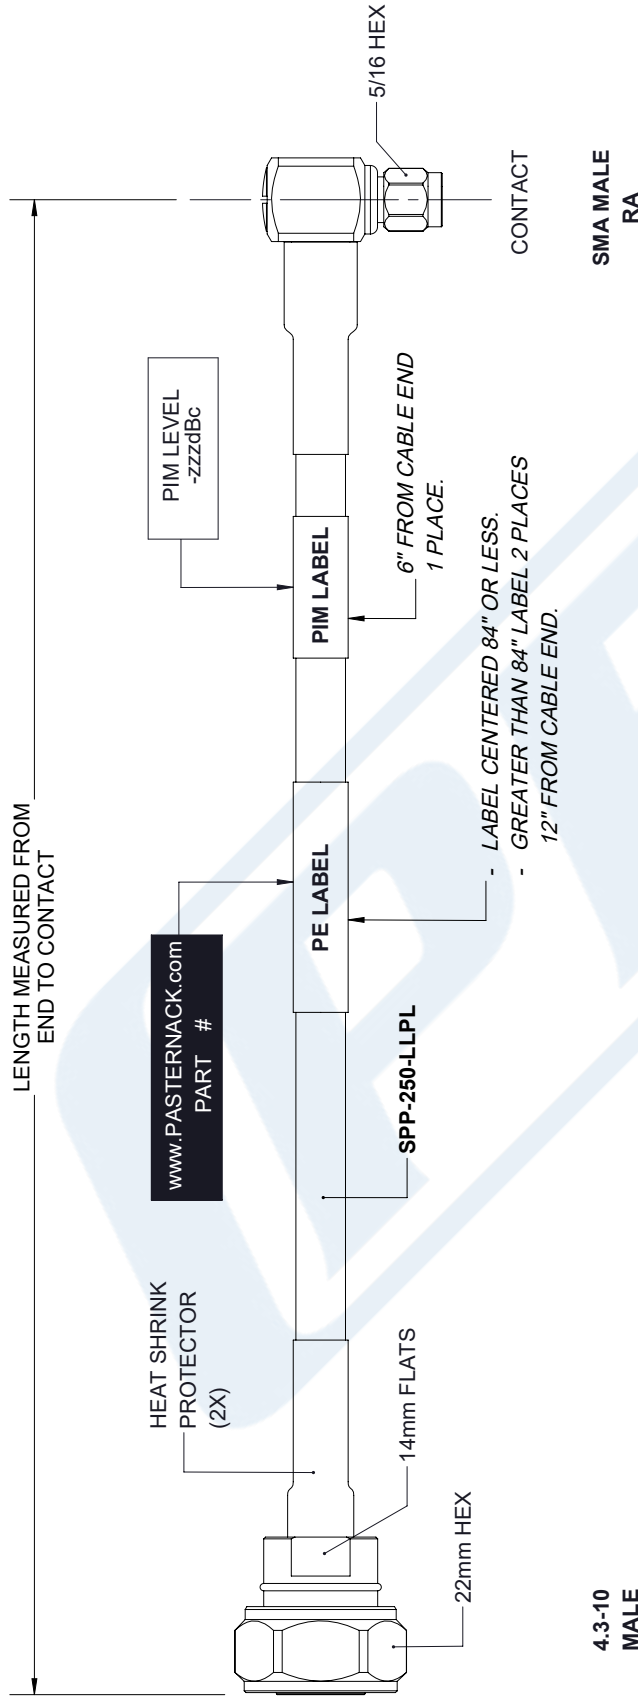 LENGTH MEASURED FROM
END TO CONTACT
HEAT SHRINK
PROTECTOR
(2X)
www.PASTERNACK.com
PART #
PIM LEVEL
-zzzdBc
PE LABEL
PIM LABEL
14mm FLATS
22mm HEX
SPP-250-LLPL
- LABEL CENTERED 84" OR LESS.
- GREATER THAN 84" LABEL 2 PLACES
12" FROM CABLE END.
6" FROM CABLE END
1 PLACE.
5/16 HEX
CONTACT
4.3-10
MALE
SMA MALE
RA